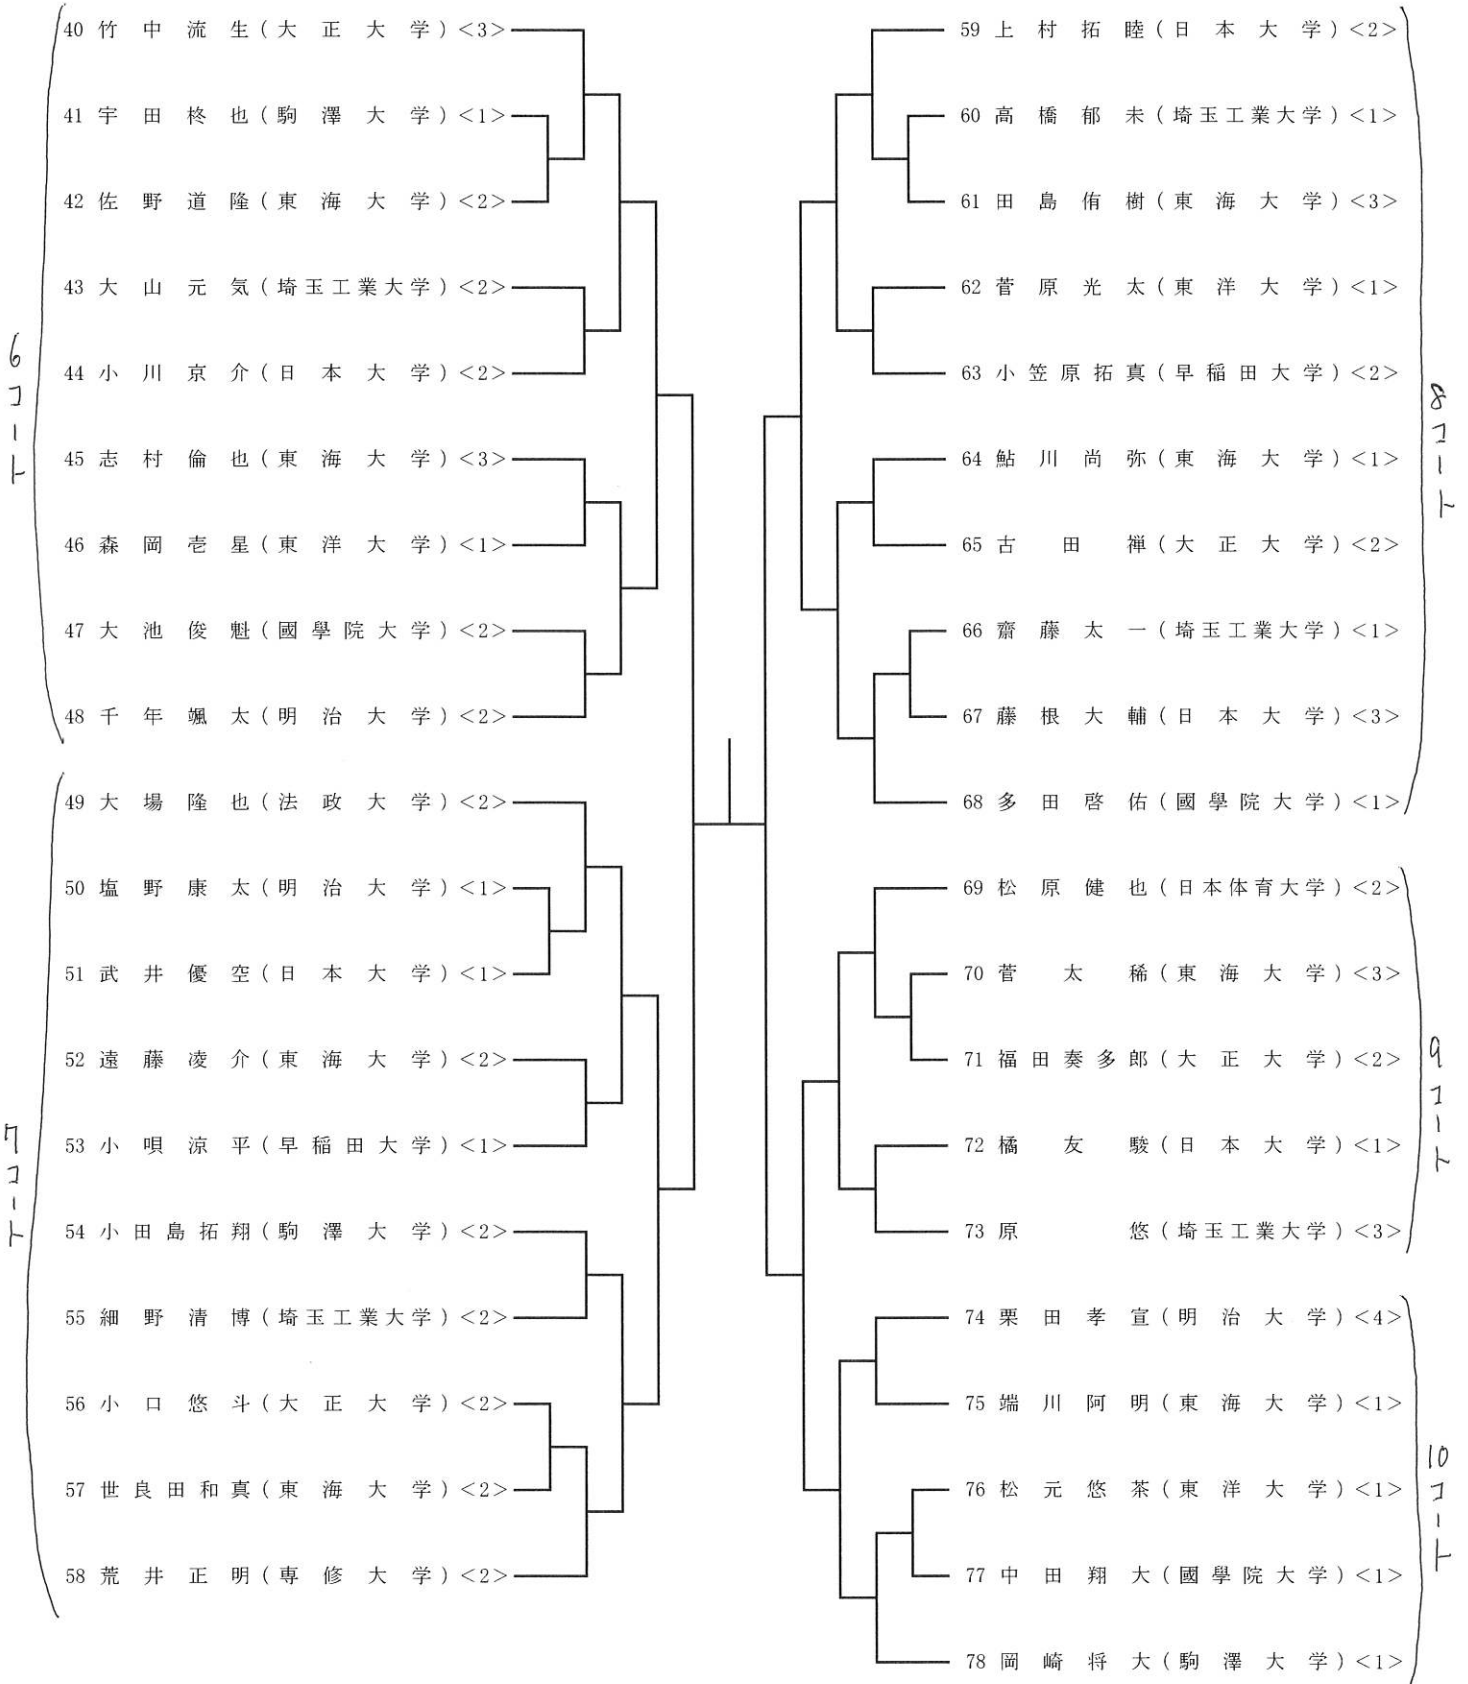 40 竹中流生(大正大学)<3>
41 宇田柊也(駒澤大学)<1>
42 佐野道隆(東海大学)<2>
43 大山元気(埼玉工業大学)<2>
44 小川京介(日本大学)<2>
45 志村倫也(東海大学)<3>
46 森岡壱星(東洋大学)<1>
47 大池俊魁(國學院大学)<2>
48 千年颯太(明治大学)<2>
6コート
49 大場隆也(法政大学)<2>
50 塩野康太(明治大学)<1>
51 武井優空(日本大学)<1>
52 遠藤凌介(東海大学)<2>
53 小唄涼平(早稲田大学)<1>
54 小田島拓翔(駒澤大学)<2>
55 細野清博(埼玉工業大学)<2>
56 小口悠斗(大正大学)<2>
57 世良田和真(東海大学)<2>
58 荒井正明(専修大学)<2>
7コート
59 上村拓睦(日本大学)<2>
60 高橋郁未(埼玉工業大学)<1>
61 田島侑樹(東海大学)<3>
62 菅原光太(東洋大学)<1>
63 小笠原拓真(早稲田大学)<2>
64 鮎川尚弥(東海大学)<1>
65 古田禅(大正大学)<2>
66 齋藤太一(埼玉工業大学)<1>
67 藤根大輔(日本大学)<3>
68 多田啓佑(國學院大学)<1>
8コート
69 松原健也(日本体育大学)<2>
70 菅太稀(東海大学)<3>
71 福田奏多郎(大正大学)<2>
72 橘友駿(日本大学)<1>
73 原悠(埼玉工業大学)<3>
9コート
74 栗田孝宣(明治大学)<4>
75 端川阿明(東海大学)<1>
76 松元悠茶(東洋大学)<1>
77 中田翔大(國學院大学)<1>
78 岡崎将大(駒澤大学)<1>
10コート